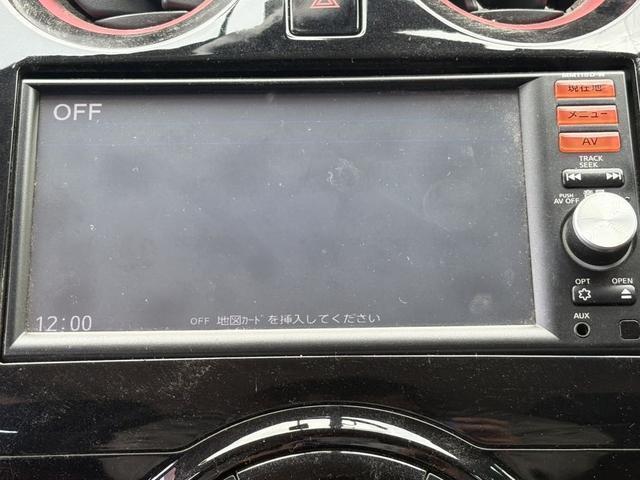 MM115D-W
現在地
メニュー
AV
TRACK
SEEK
PUSH
AV OFF
OPT
OPEN
AUX
OFF
12:00
OFF 地図ｶｰﾄﾞを挿入してください